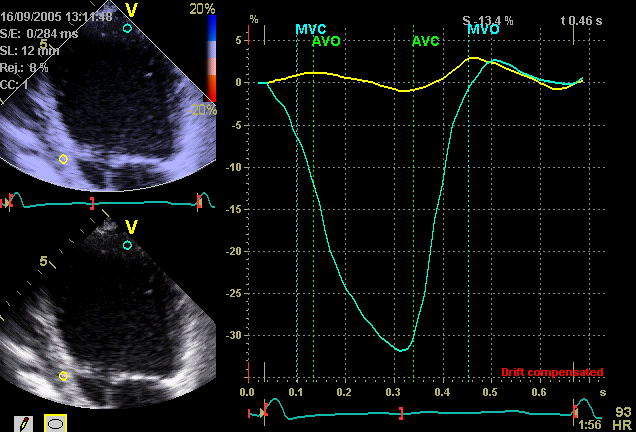 16/09/2005 13:11:48
V
20%
S/E: 0/284 ms
5
SL: 12 mm
Rej.: 8 %
CC: 1
-20%
V
5
%
S -13.4 %
t 0.46 s
MVC
MVO
AVO
AVC
5
0
-5
-10
-15
-20
-25
-30
Drift compensated
0.0 0.1 0.2 0.3 0.4 0.5 0.6 s
93
HR
1:56